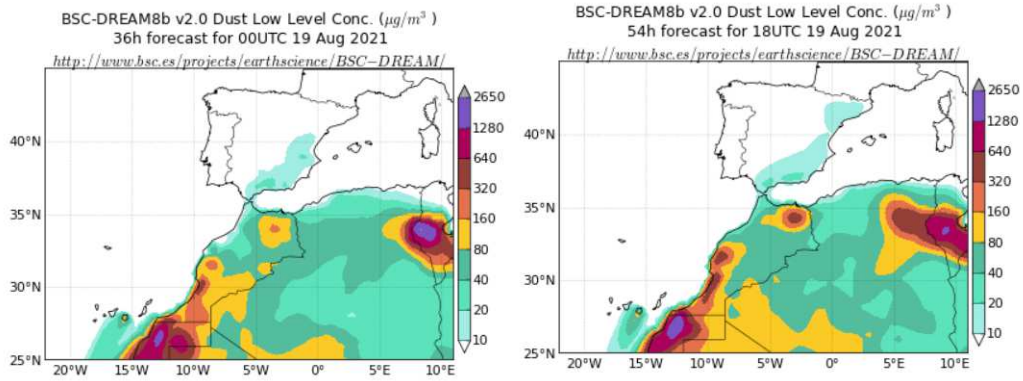 BSC-DREAM8b v2.0 Dust Low Level Conc. (μg/m³ )
36h forecast for 00UTC 19 Aug 2021
http://www.bsc.es/projects/earthscience/BSC−DREAM/
40°N
35°N
30°N
25°N
20°W
15°W
10°W
5°W
0°
5°E
10°E
2650
1280
640
320
160
80
40
20
10
BSC-DREAM8b v2.0 Dust Low Level Conc. (μg/m³ )
54h forecast for 18UTC 19 Aug 2021
http://www.bsc.es/projects/earthscience/BSC−DREAM/
40°N
35°N
30°N
25°N
20°W
15°W
10°W
5°W
0°
5°E
10°E
2650
1280
640
320
160
80
40
20
10